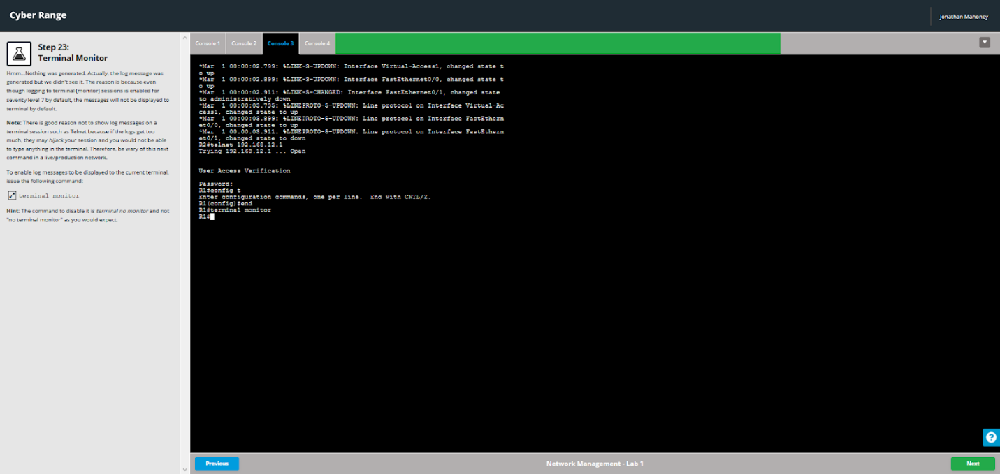 Cyber Range
Jonathan Mahoney
Step 23:
Terminal Monitor
Hmm...Nothing was generated. Actually, the log message was
generated but we didn't see it. The reason is because even
though logging to terminal (monitor) sessions is enabled for
severity level 7 by default, the messages will not be displayed to
terminal by default.
Note: There is good reason not to show log messages on a
terminal session such as Telnet because if the logs get too
much, they may hijack your session and you would not be able
to type anything in the terminal. Therefore, be wary of this next
command in a live/production network.
To enable log messages to be displayed to the current terminal,
issue the following command:
terminal monitor
Hint: The command to disable it is terminal no monitor and not
"no terminal monitor" as you would expect.
Console 1
Console 2
Console 3
Console 4
*Mar  1 00:00:02.799: %LINK-3-UPDOWN: Interface Virtual-Access1, changed state t
o up
*Mar  1 00:00:02.899: %LINK-3-UPDOWN: Interface FastEthernet0/0, changed state t
o up
*Mar  1 00:00:02.911: %LINK-5-CHANGED: Interface FastEthernet0/1, changed state
to administratively down
*Mar  1 00:00:03.795: %LINEPROTO-5-UPDOWN: Line protocol on Interface Virtual-Ac
cess1, changed state to up
*Mar  1 00:00:03.899: %LINEPROTO-5-UPDOWN: Line protocol on Interface FastEthern
et0/0, changed state to up
*Mar  1 00:00:03.911: %LINEPROTO-5-UPDOWN: Line protocol on Interface FastEthern
et0/1, changed state to down
R2#telnet 192.168.12.1
Trying 192.168.12.1 ... Open
User Access Verification
Password:
R1#config t
Enter configuration commands, one per line.  End with CNTL/Z.
R1(config)#end
R1#terminal monitor
R1#
?
Previous
Network Management - Lab 1
Next